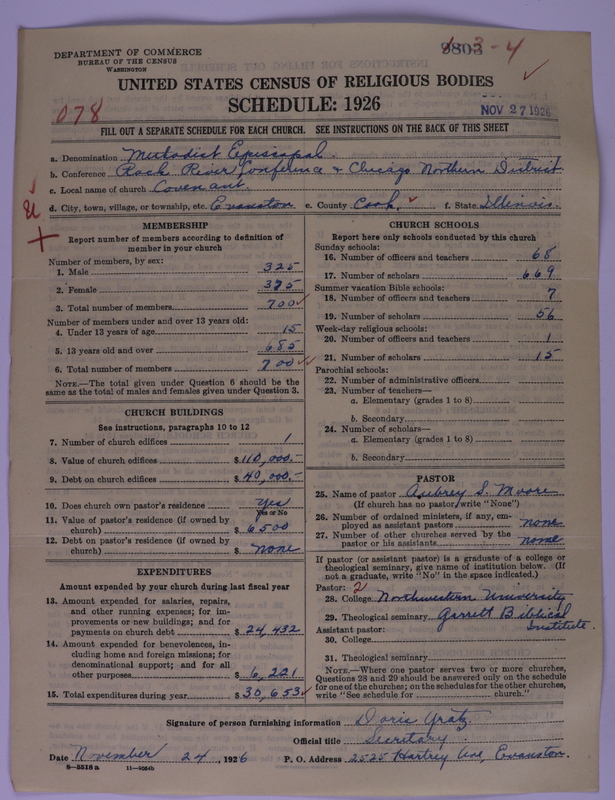 DEPARTMENT OF COMMERCE
BUREAU OF THE CENSUS
WASHINGTON
9803 3-4
UNITED STATES CENSUS OF RELIGIOUS BODIES
SCHEDULE: 1926
078
NOV 27 1926
FILL OUT A SEPARATE SCHEDULE FOR EACH CHURCH. SEE INSTRUCTIONS ON THE BACK OF THIS SHEET
a. Denomination Methodist Episcopal
b. Conference Rock River Conference & Chicago Northern District
c. Local name of church Covenant.
d. City, town, village, or township, etc. Evanston e. County Cook, f. State Illinois.
MEMBERSHIP
Report number of members according to definition of member in your church
Number of members, by sex:
1. Male 325
2. Female 375
3. Total number of members 700
Number of members under and over 13 years old:
4. Under 13 years of age 15
5. 13 years old and over 685
6. Total number of members 700
NOTE.—The total given under Question 6 should be the
same as the total of males and females given under Question 3.
CHURCH BUILDINGS
See instructions, paragraphs 10 to 12
7. Number of church edifices 1
8. Value of church edifices $ 110,000.-
9. Debt on church edifices $ 40,000.-
10. Does church own pastor's residence Yes
Yes or No
11. Value of pastor's residence (if owned by
church) $ 6500
12. Debt on pastor's residence (if owned by
church) $ none
EXPENDITURES
Amount expended by your church during last fiscal year
13. Amount expended for salaries, repairs,
and other running expenses; for im-
provements or new buildings; and for
payments on church debt $ 24,432
14. Amount expended for benevolences, in-
cluding home and foreign missions; for
denominational support; and for all
other purposes $ 6,221
15. Total expenditures during year $ 30,653
CHURCH SCHOOLS
Report here only schools conducted by this church
Sunday schools:
16. Number of officers and teachers 68
17. Number of scholars 669
Summer vacation Bible schools:
18. Number of officers and teachers 7
19. Number of scholars 56
Week-day religious schools:
20. Number of officers and teachers 1
21. Number of scholars 15
Parochial schools:
22. Number of administrative officers
23. Number of teachers—
a. Elementary (grades 1 to 8)
b. Secondary
24. Number of scholars—
a. Elementary (grades 1 to 8)
b. Secondary
PASTOR
25. Name of pastor Aubrey S. Moore
(If church has no pastor, write "None")
26. Number of ordained ministers, if any, em-
ployed as assistant pastors none
27. Number of other churches served by the
pastor or his assistants none
If pastor (or assistant pastor) is a graduate of a college or
theological seminary, give name of institution below. (If
not a graduate, write "No" in the space indicated.)
Pastor: 2
28. College Northwestern University
29. Theological seminary Garrett Biblical
Institute.
Assistant pastor:
30. College
31. Theological seminary
NOTE.—Where one pastor serves two or more churches,
Questions 28 and 29 should be answered only on the schedule
for one of the churches; on the schedules for the other churches,
write "See schedule for church."
Signature of person furnishing information Doris Gratz
Official title Secretary
Date November 24, 1926 P. O. Address 2525 Hartrey Ave, Evanston.
8—5518a 11—9554b